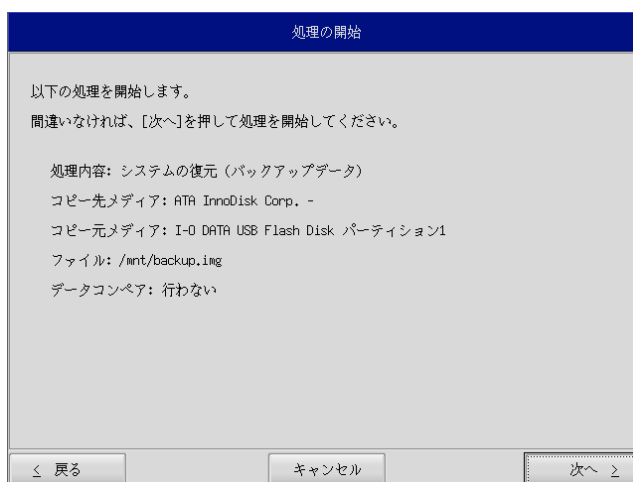 処理の開始
以下の処理を開始します。
間違いなければ、[次へ]を押して処理を開始してください。
処理内容: システムの復元 (バックアップデータ)
コピー先メディア: ATA InnoDisk Corp. -
コピー元メディア: I-O DATA USB Flash Disk パーティション1
ファイル: /mnt/backup.img
データコンペア: 行わない
< 戻る
キャンセル
次へ >